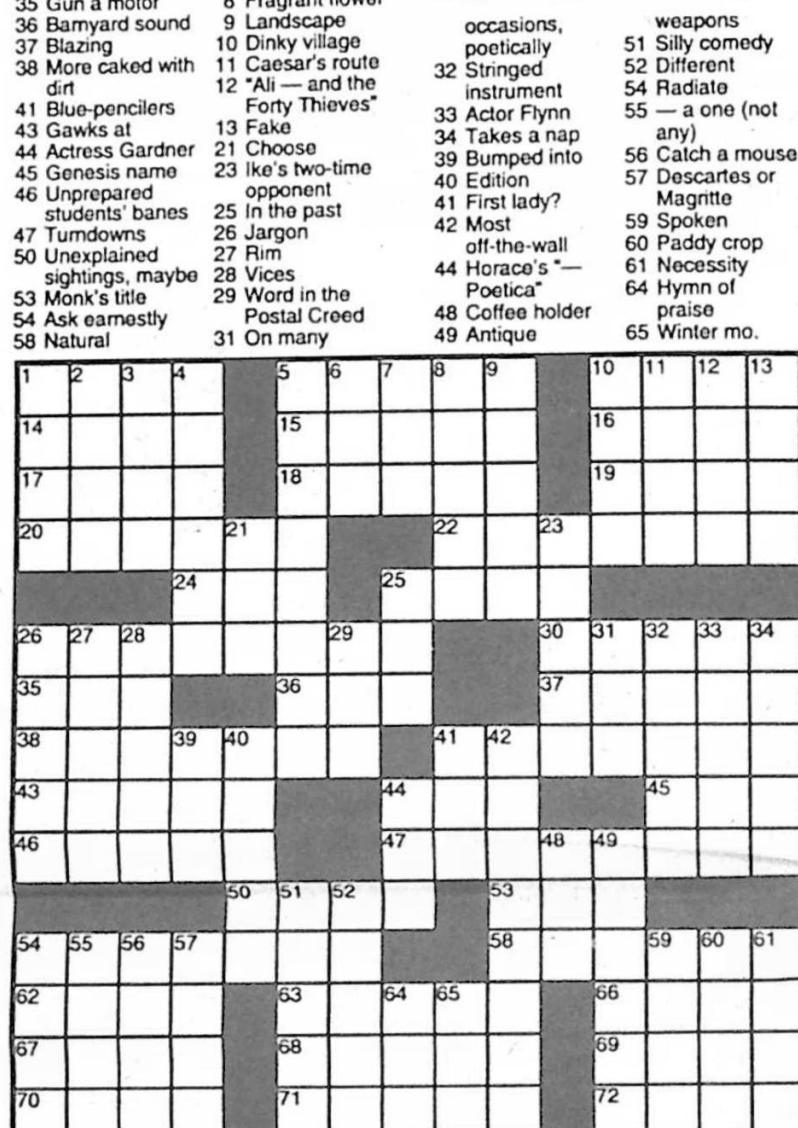 35 Gun a motor
36 Barnyard sound
37 Blazing
38 More caked with
dirt
41 Blue-pencilers
43 Gawks at
44 Actress Gardner
45 Genesis name
46 Unprepared
students' banes
47 Turndowns
50 Unexplained
sightings, maybe
53 Monk's title
54 Ask earnestly
58 Natural
8 Fragrant flower
9 Landscape
10 Dinky village
11 Caesar's route
12 "Ali — and the
Forty Thieves"
13 Fake
21 Choose
23 Ike's two-time
opponent
25 In the past
26 Jargon
27 Rim
28 Vices
29 Word in the
Postal Creed
31 On many
occasions,
poetically
32 Stringed
instrument
33 Actor Flynn
34 Takes a nap
39 Bumped into
40 Edition
41 First lady?
42 Most
off-the-wall
44 Horace's "—
Poetica"
48 Coffee holder
49 Antique
weapons
51 Silly comedy
52 Different
54 Radiate
55 — a one (not
any)
56 Catch a mouse
57 Descartes or
Magritte
59 Spoken
60 Paddy crop
61 Necessity
64 Hymn of
praise
65 Winter mo.
1 2 3 4 5 6 7 8 9 10 11 12 13
14 15 16
17 18 19
20 21 22 23
24 25
26 27 28 29 30 31 32 33 34
35 36 37
38 39 40 41 42
43 44 45
46 47 48 49
50 51 52 53
54 55 56 57 58 59 60 61
62 63 64 65 66
67 68 69
70 71 72